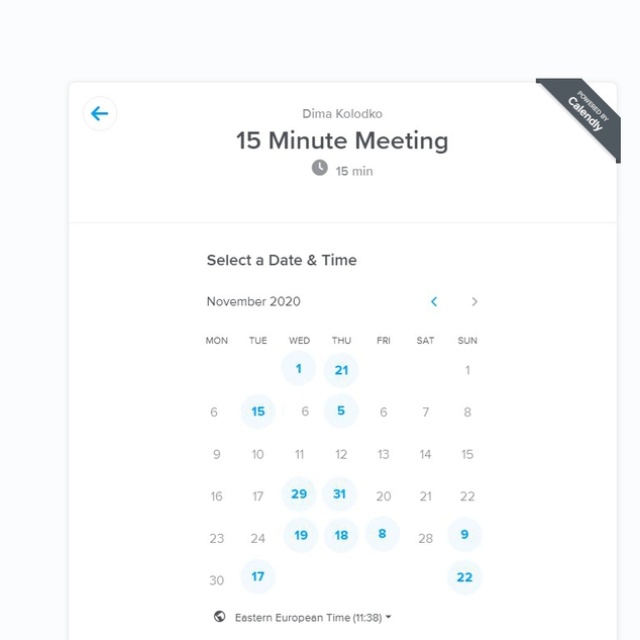 POWERED BY
Calendly
Dima Kolodko
15 Minute Meeting
15 min
Select a Date & Time
November 2020
MON TUE WED THU FRI SAT SUN
1 21 1
6 15 6 5 6 7 8
9 10 11 12 13 14 15
16 17 29 31 20 21 22
23 24 19 18 8 28 9
30 17 22
Eastern European Time (11:38)